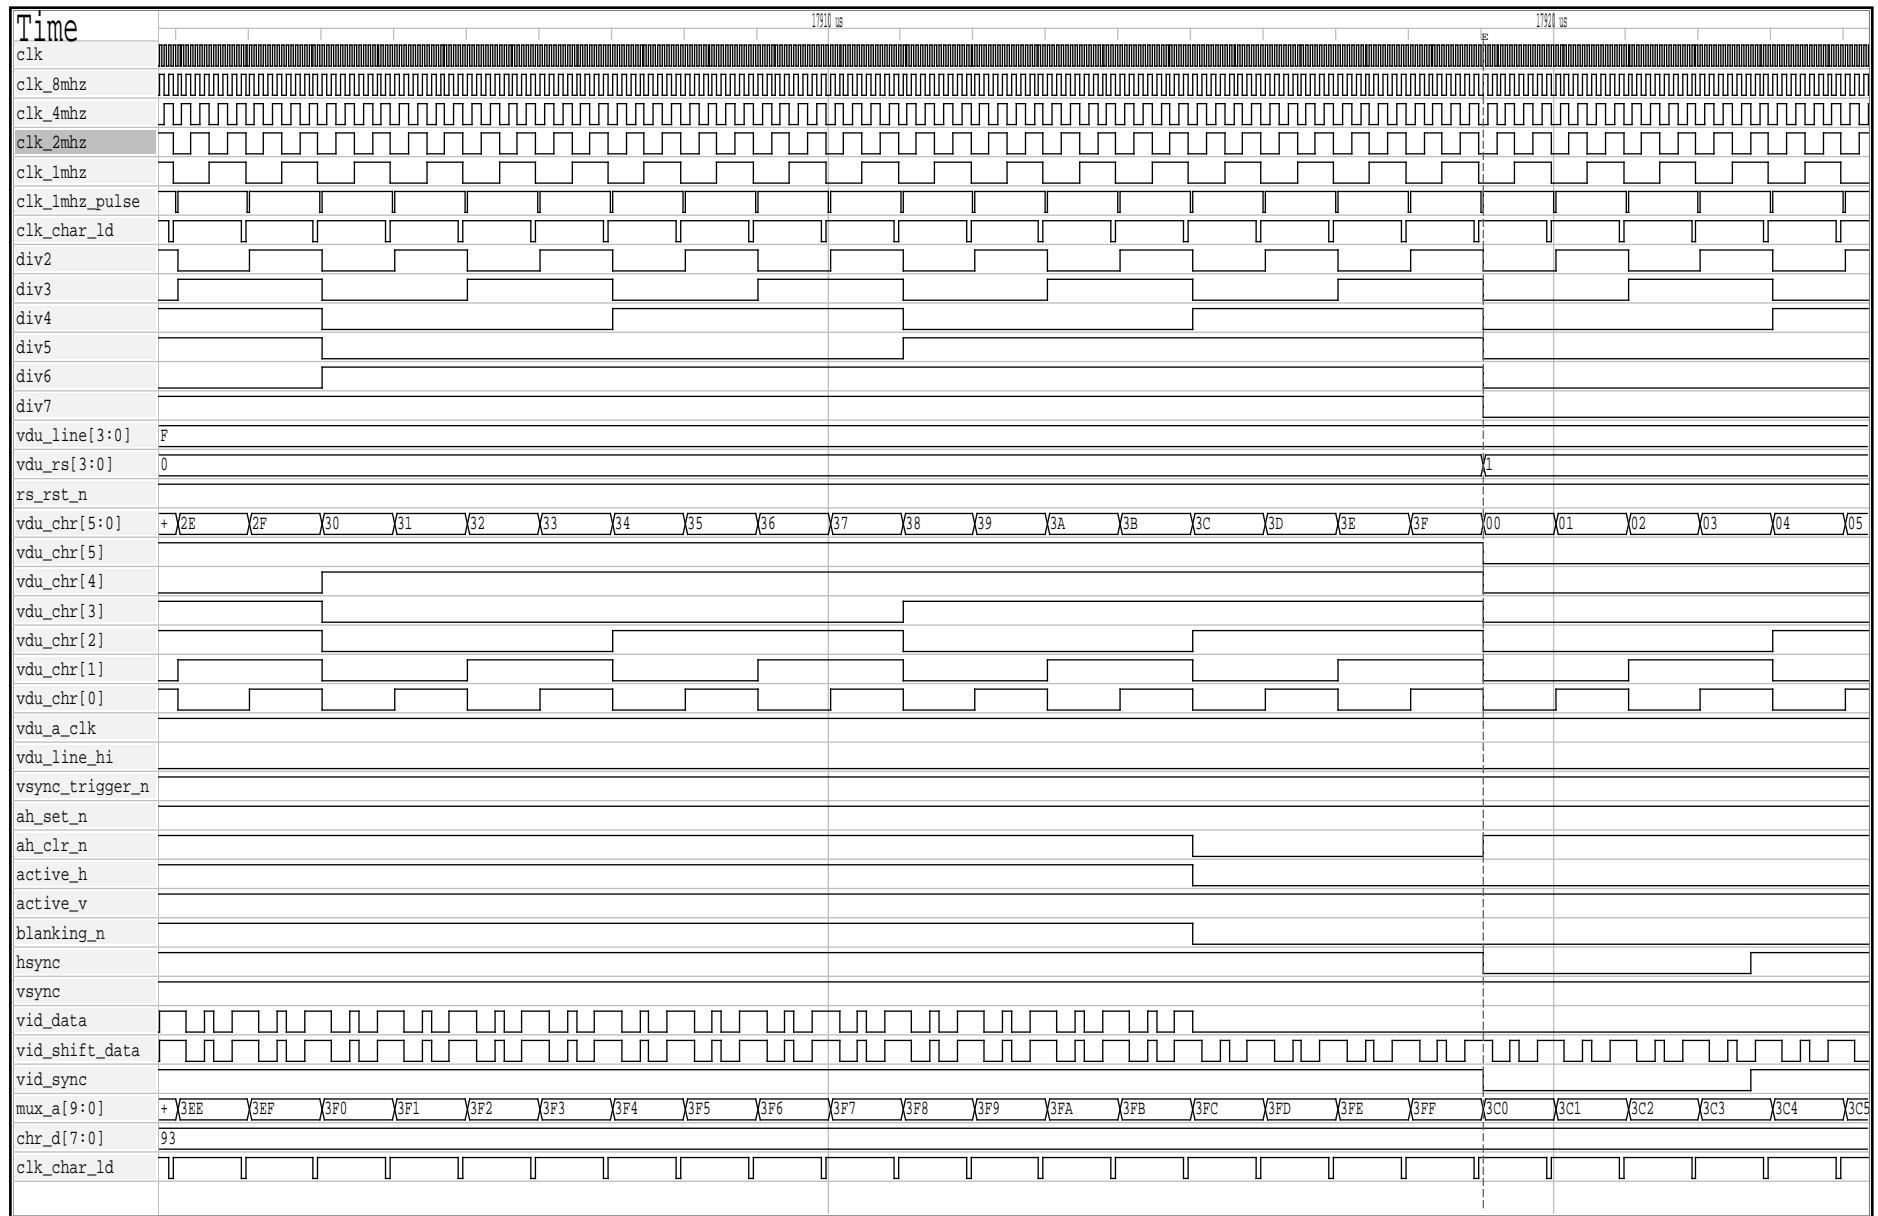 Time 17910 us 17920 us
E
clk
clk_8mhz
clk_4mhz
clk_2mhz
clk_1mhz
clk_1mhz_pulse
clk_char_ld
div2
div3
div4
div5
div6
div7
vdu_line[3:0] F
vdu_rs[3:0] 0 1
rs_rst_n
vdu_chr[5:0] + 2E 2F 30 31 32 33 34 35 36 37 38 39 3A 3B 3C 3D 3E 3F 00 01 02 03 04 05
vdu_chr[5]
vdu_chr[4]
vdu_chr[3]
vdu_chr[2]
vdu_chr[1]
vdu_chr[0]
vdu_a_clk
vdu_line_hi
vsync_trigger_n
ah_set_n
ah_clr_n
active_h
active_v
blanking_n
hsync
vsync
vid_data
vid_shift_data
vid_sync
mux_a[9:0] + 3EE 3EF 3F0 3F1 3F2 3F3 3F4 3F5 3F6 3F7 3F8 3F9 3FA 3FB 3FC 3FD 3FE 3FF 3C0 3C1 3C2 3C3 3C4 3C5
chr_d[7:0] 93
clk_char_ld